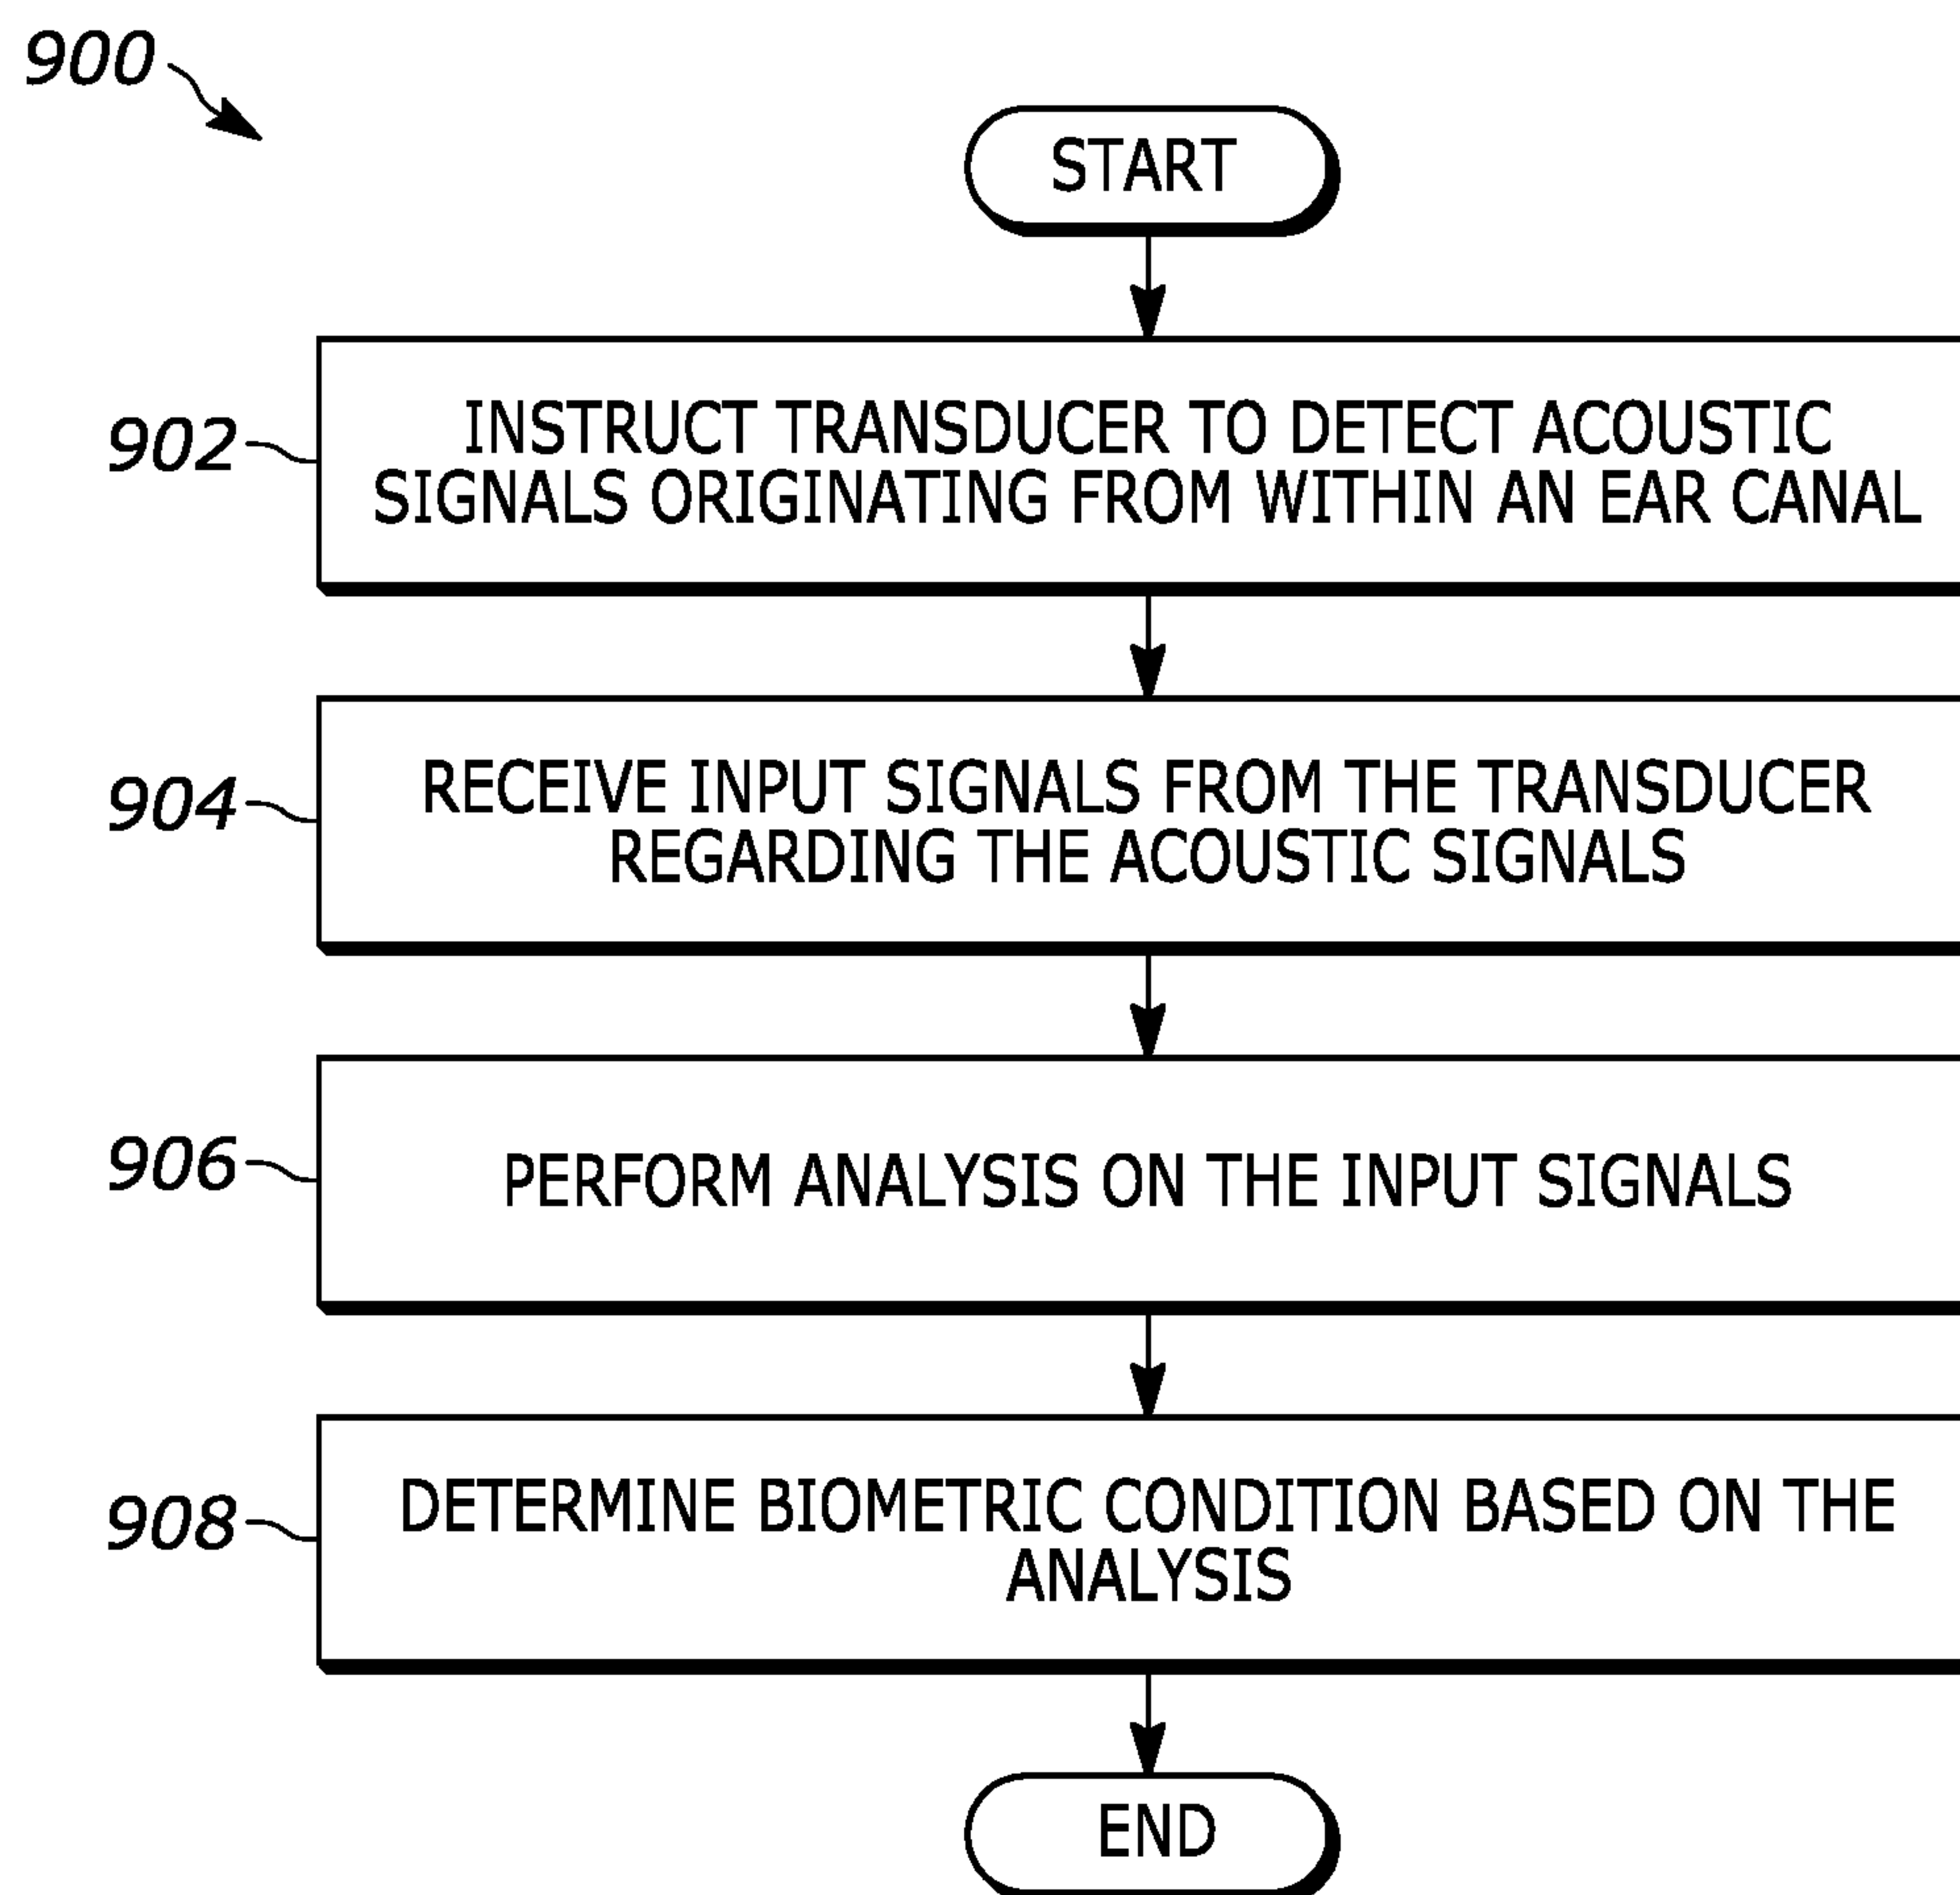 900
START
902
INSTRUCT TRANSDUCER TO DETECT ACOUSTIC
SIGNALS ORIGINATING FROM WITHIN AN EAR CANAL
904
RECEIVE INPUT SIGNALS FROM THE TRANSDUCER
REGARDING THE ACOUSTIC SIGNALS
906
PERFORM ANALYSIS ON THE INPUT SIGNALS
908
DETERMINE BIOMETRIC CONDITION BASED ON THE
ANALYSIS
END